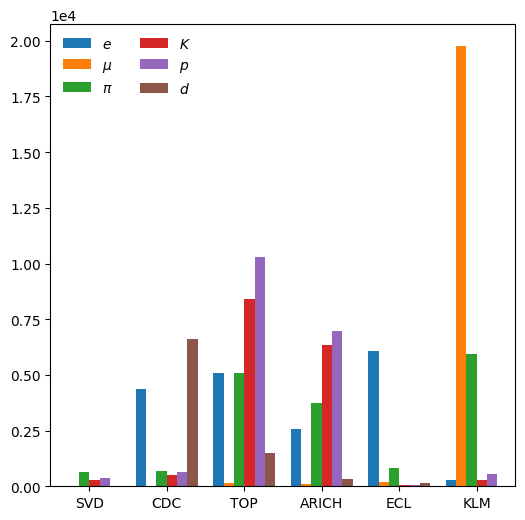 1e4
2.00
1.75
1.50
1.25
1.00
0.75
0.50
0.25
0.00
e
μ
π
K
p
d
SVD CDC TOP ARICH ECL KLM